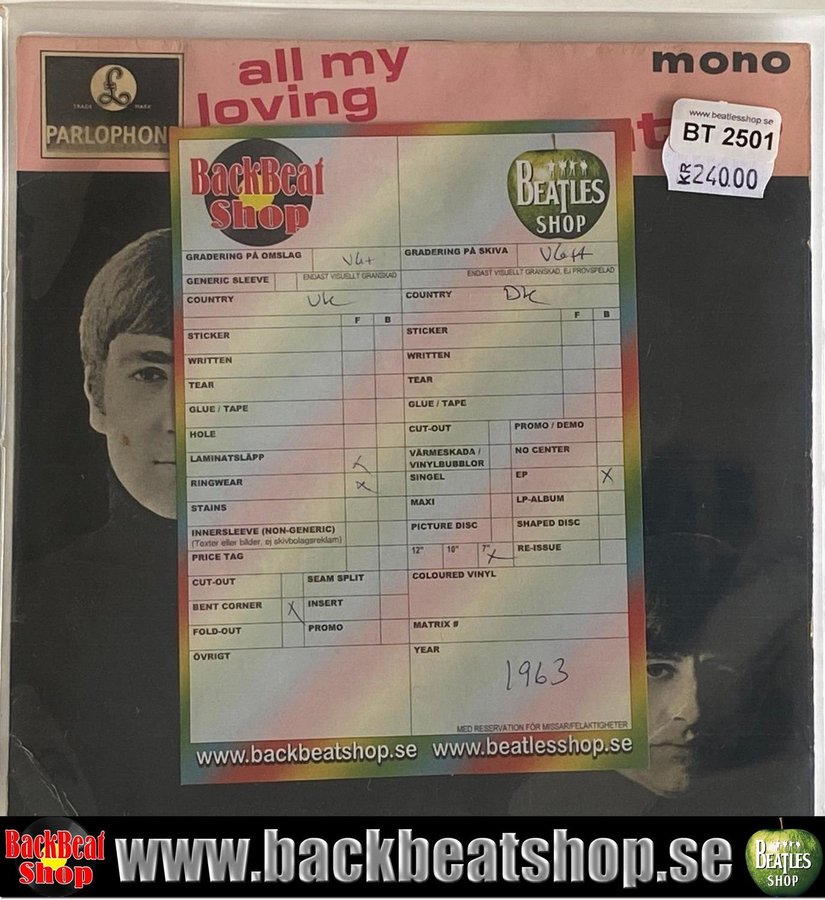 all my
loving
mono
£
TRADE MARK
PARLOPHON
www.beatlesshop.se
BT 2501
KR240.00
BackBeat
Shop
BEATLES
SHOP
GRADERING PÅ OMSLAG VG+
GRADERING PÅ SKIVA VG++
GENERIC SLEEVE ENDAST VISUELLT GRANSKAD
ENDAST VISUELLT GRANSKAD, EJ PROVSPELAD
COUNTRY UK
COUNTRY DK
F B
F B
STICKER
STICKER
WRITTEN
WRITTEN
TEAR
TEAR
GLUE / TAPE
GLUE / TAPE
HOLE
CUT-OUT PROMO / DEMO
LAMINATSLÄPP X
VÄRMESKADA /
VINYLBUBBLOR
NO CENTER
RINGWEAR X
SINGEL EP X
STAINS
MAXI LP-ALBUM
INNERSLEEVE (NON-GENERIC)
(Texter eller bilder, ej skivbolagsreklam)
PICTURE DISC SHAPED DISC
PRICE TAG
12" 10" 7" X RE-ISSUE
CUT-OUT SEAM SPLIT
COLOURED VINYL
BENT CORNER X INSERT
FOLD-OUT PROMO
MATRIX #
ÖVRIGT
YEAR
1963
MED RESERVATION FÖR MISSAR/FELAKTIGHETER
www.backbeatshop.se www.beatlesshop.se
BackBeat
Shop
www.backbeatshop.se
BEATLES
SHOP